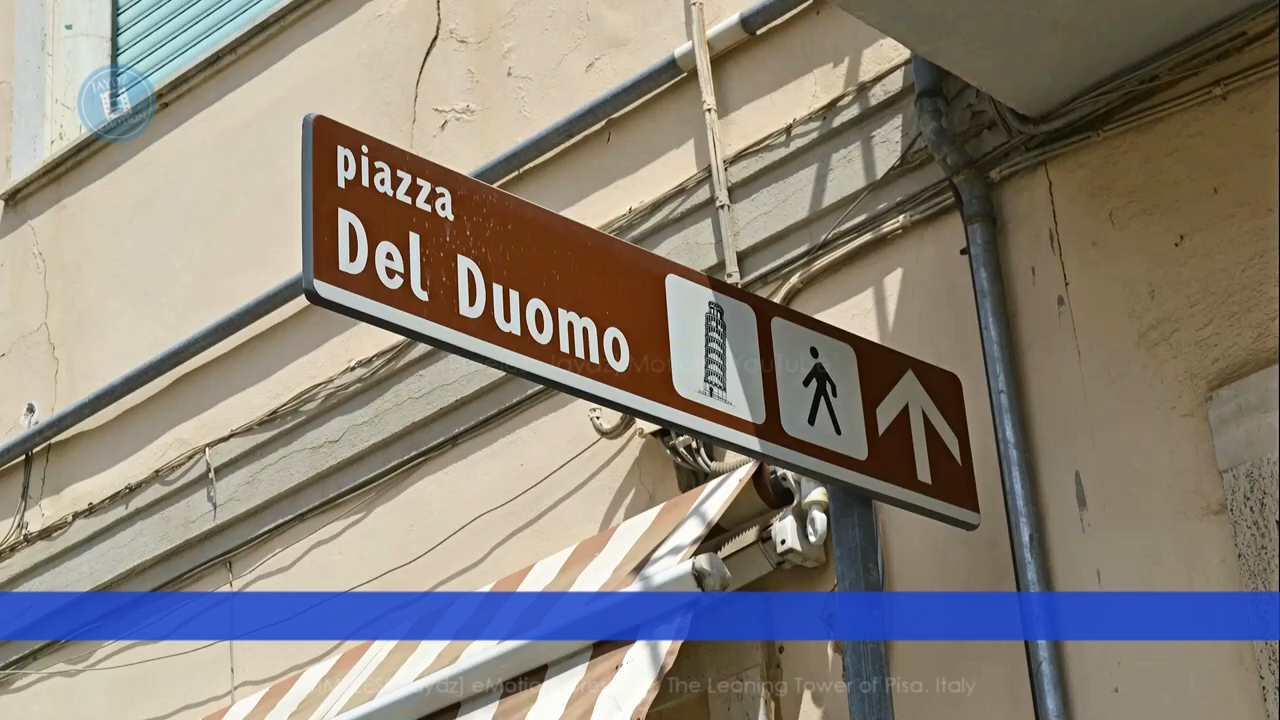 piazza
Del Duomo
The Leaning Tower of Pisa. Italy